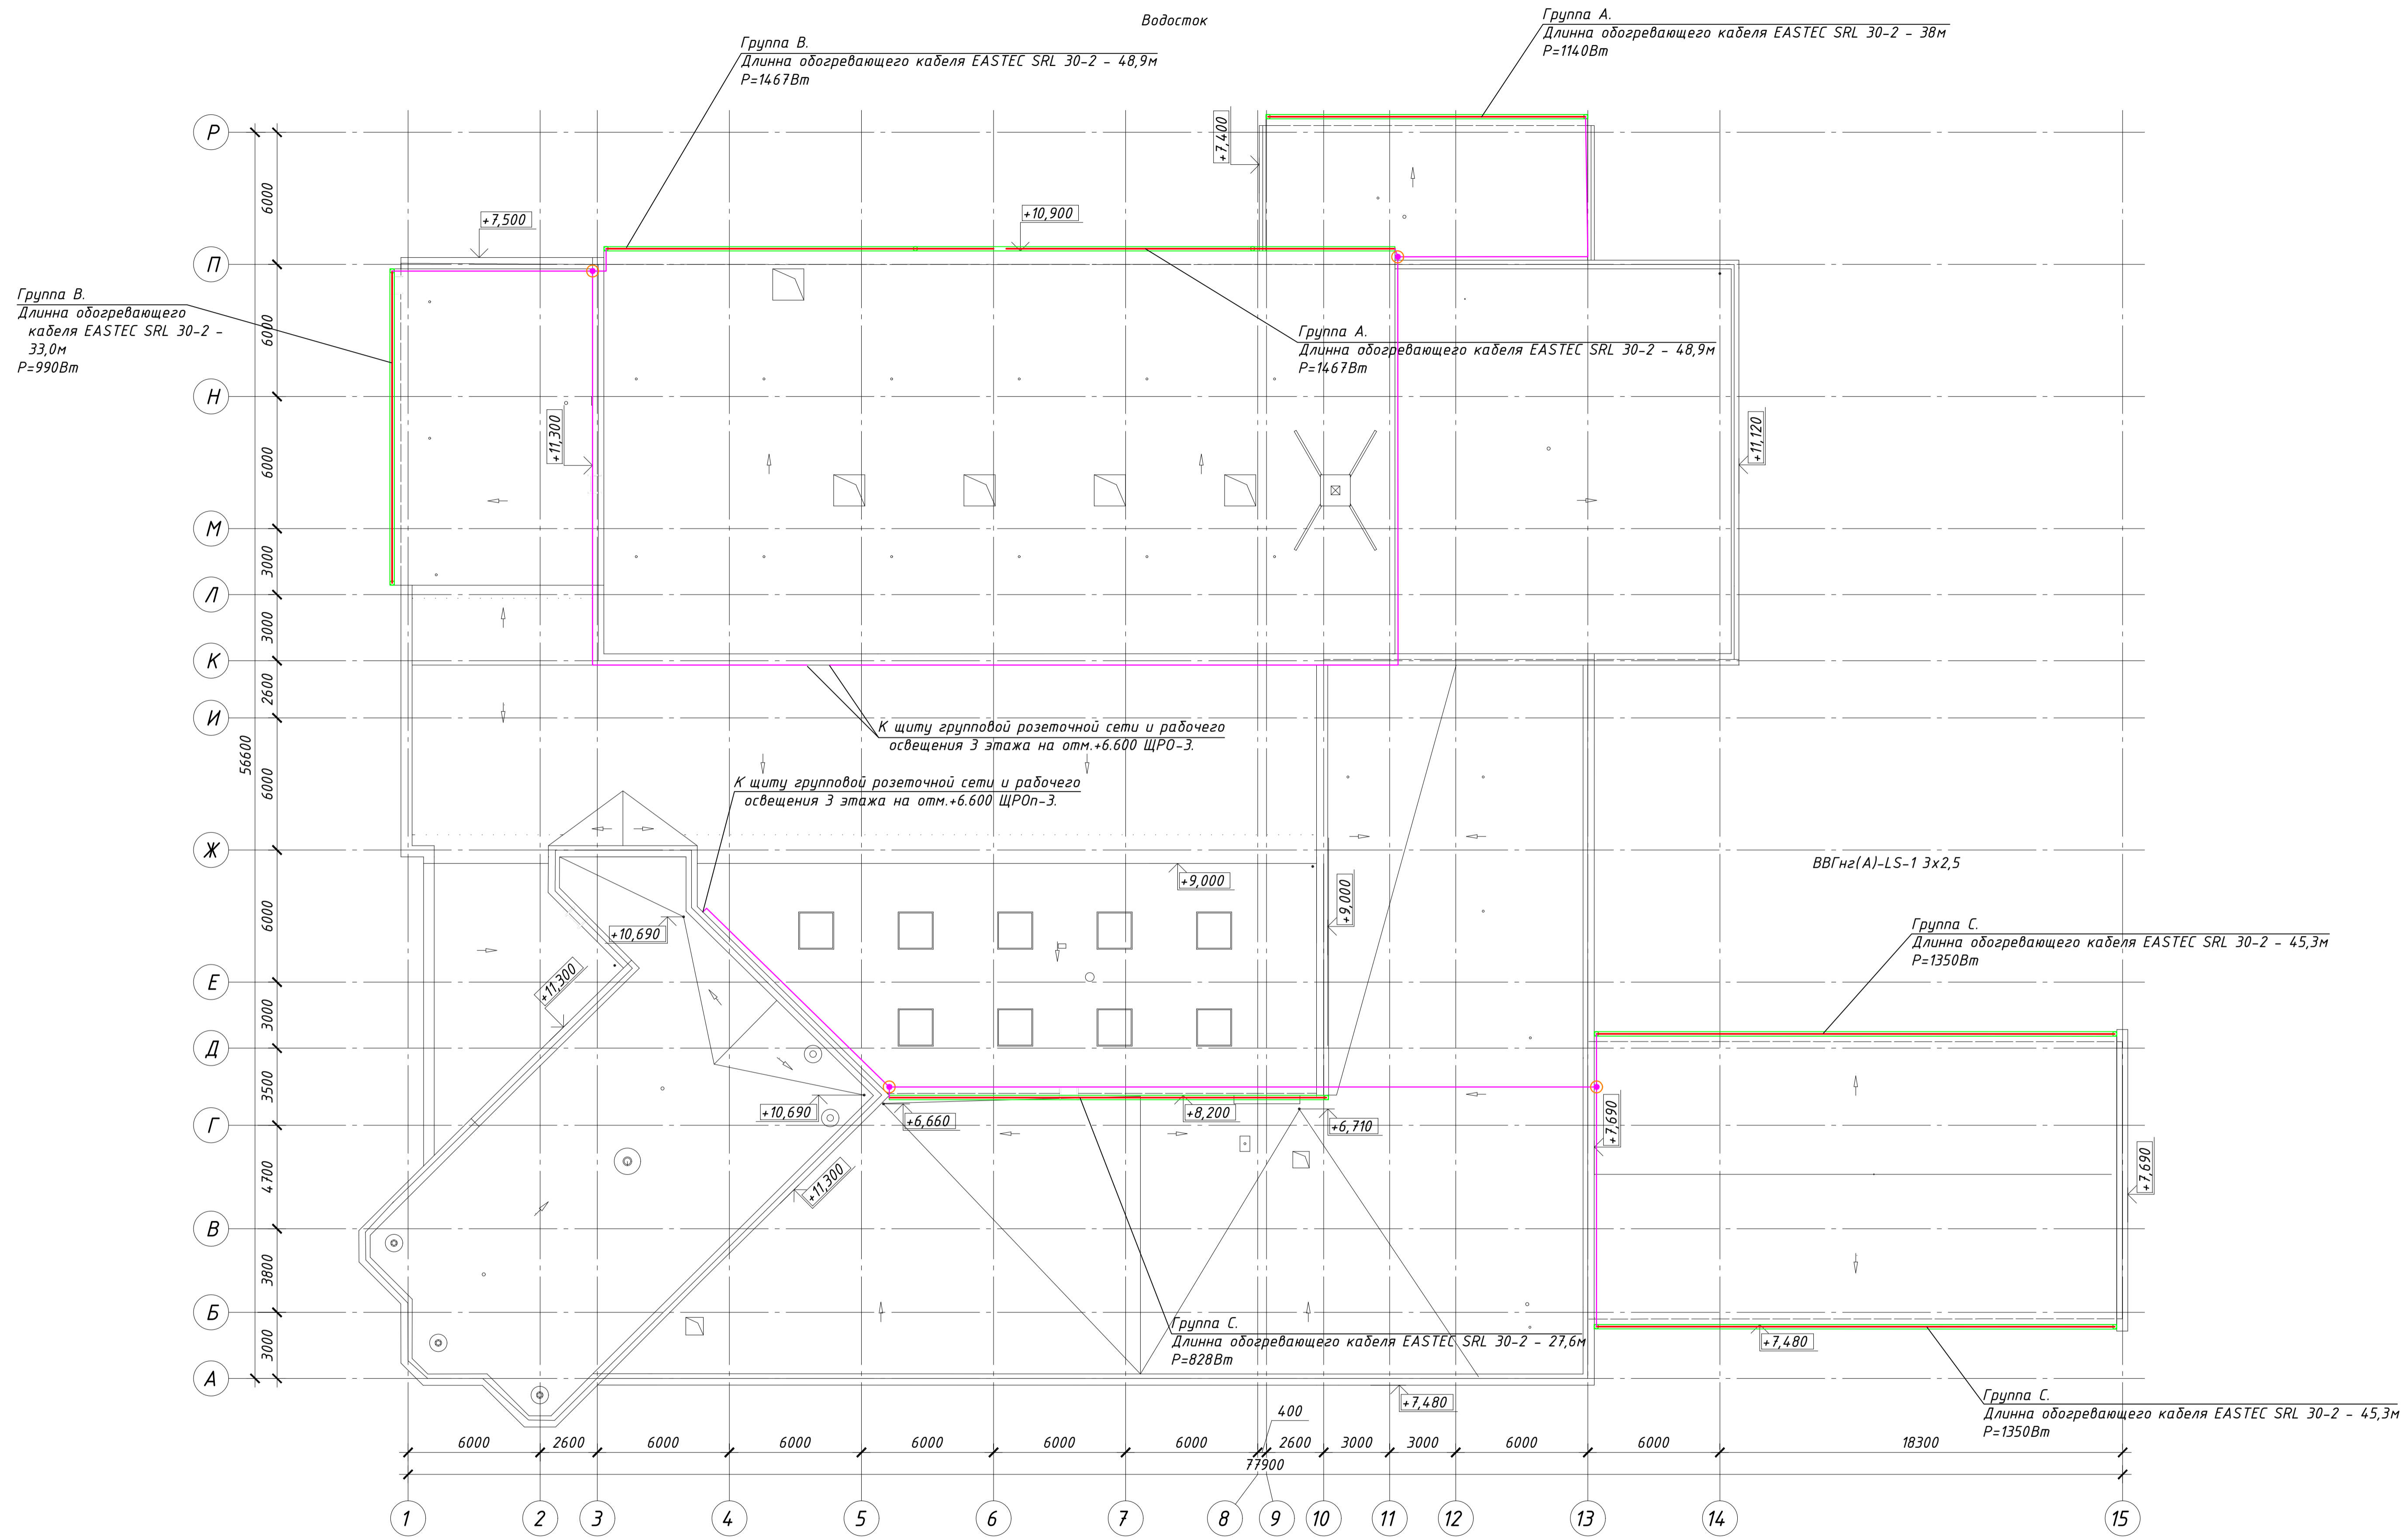 Водосток
Группа А.
Длинна обогревающего кабеля EASTEC SRL 30-2 - 38м
Р=1140Вт
Группа В.
Длинна обогревающего кабеля EASTEC SRL 30-2 - 48,9м
Р=1467Вт
+7,400
+7,500
+10,900
Группа В.
Длинна обогревающего
кабеля EASTEC SRL 30-2 -
33,0м
Р=990Вт
Группа А.
Длинна обогревающего кабеля EASTEC SRL 30-2 - 48,9м
Р=1467Вт
+11,300
+11,120
К щиту групповой розеточной сети и рабочего
освещения 3 этажа на отм.+6.600 ЩРО-3.
К щиту групповой розеточной сети и рабочего
освещения 3 этажа на отм.+6.600 ЩРОп-3.
ВВГнг(А)-LS-1 3х2,5
+9,000
+9,000
+10,690
+11,300
Группа С.
Длинна обогревающего кабеля EASTEC SRL 30-2 - 45,3м
Р=1350Вт
+10,690
+6,660
+8,200
+6,710
+7,690
+7,690
+11,300
Группа С.
Длинна обогревающего кабеля EASTEC SRL 30-2 - 27,6м
Р=828Вт
+7,480
+7,480
Группа С.
Длинна обогревающего кабеля EASTEC SRL 30-2 - 45,3м
Р=1350Вт
Р
П
Н
М
Л
К
И
Ж
Е
Д
Г
В
Б
А
6000
6000
6000
3000
3000
2600
6000
6000
3000
3500
4700
3800
3000
56600
400
6000
2600
6000
6000
6000
6000
6000
2600
3000
3000
6000
6000
18300
77900
1
2
3
4
5
6
7
8
9
10
11
12
13
14
15